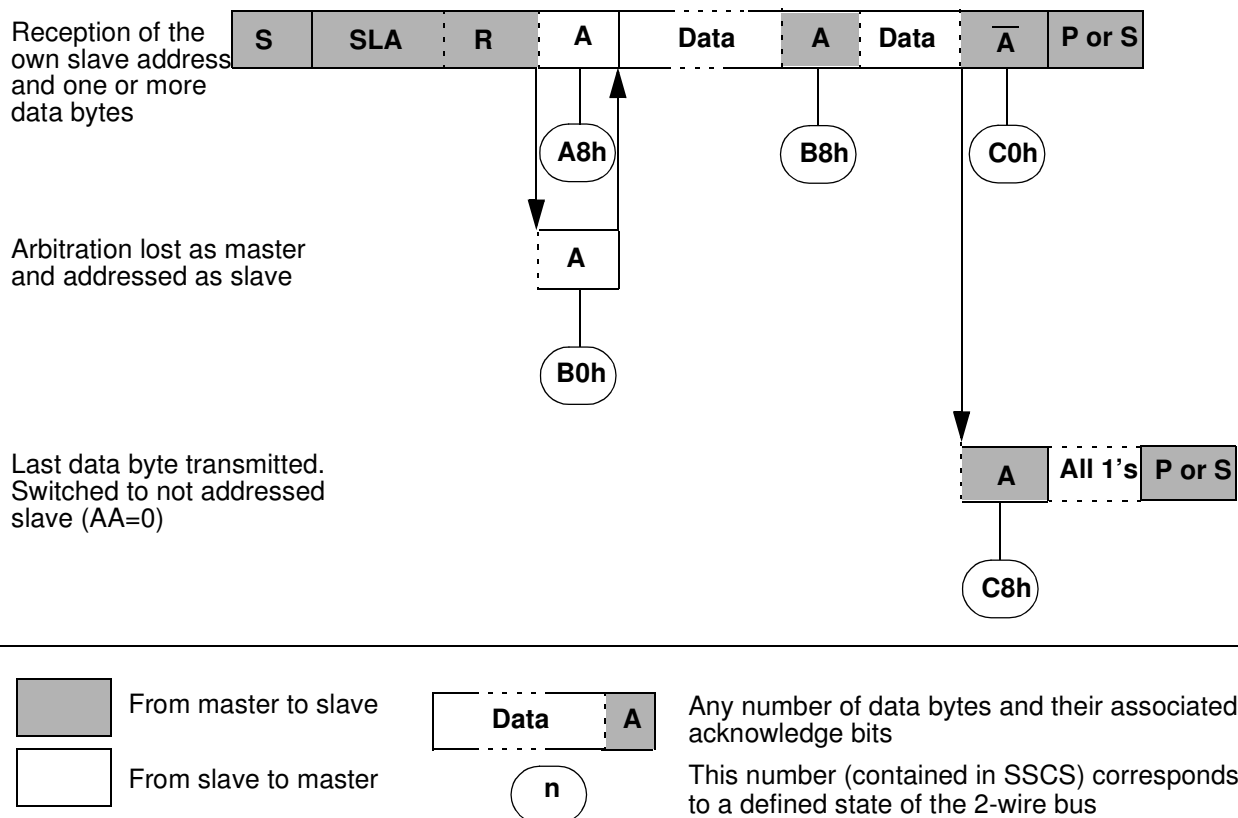 Reception of the
own slave address
and one or more
data bytes
S SLA R A Data A Data A P or S
A8h B8h C0h
Arbitration lost as master
and addressed as slave
A
B0h
Last data byte transmitted.
Switched to not addressed
slave (AA=0)
A All 1's P or S
C8h
From master to slave
From slave to master
Data A
n
Any number of data bytes and their associated
acknowledge bits
This number (contained in SSCS) corresponds
to a defined state of the 2-wire bus